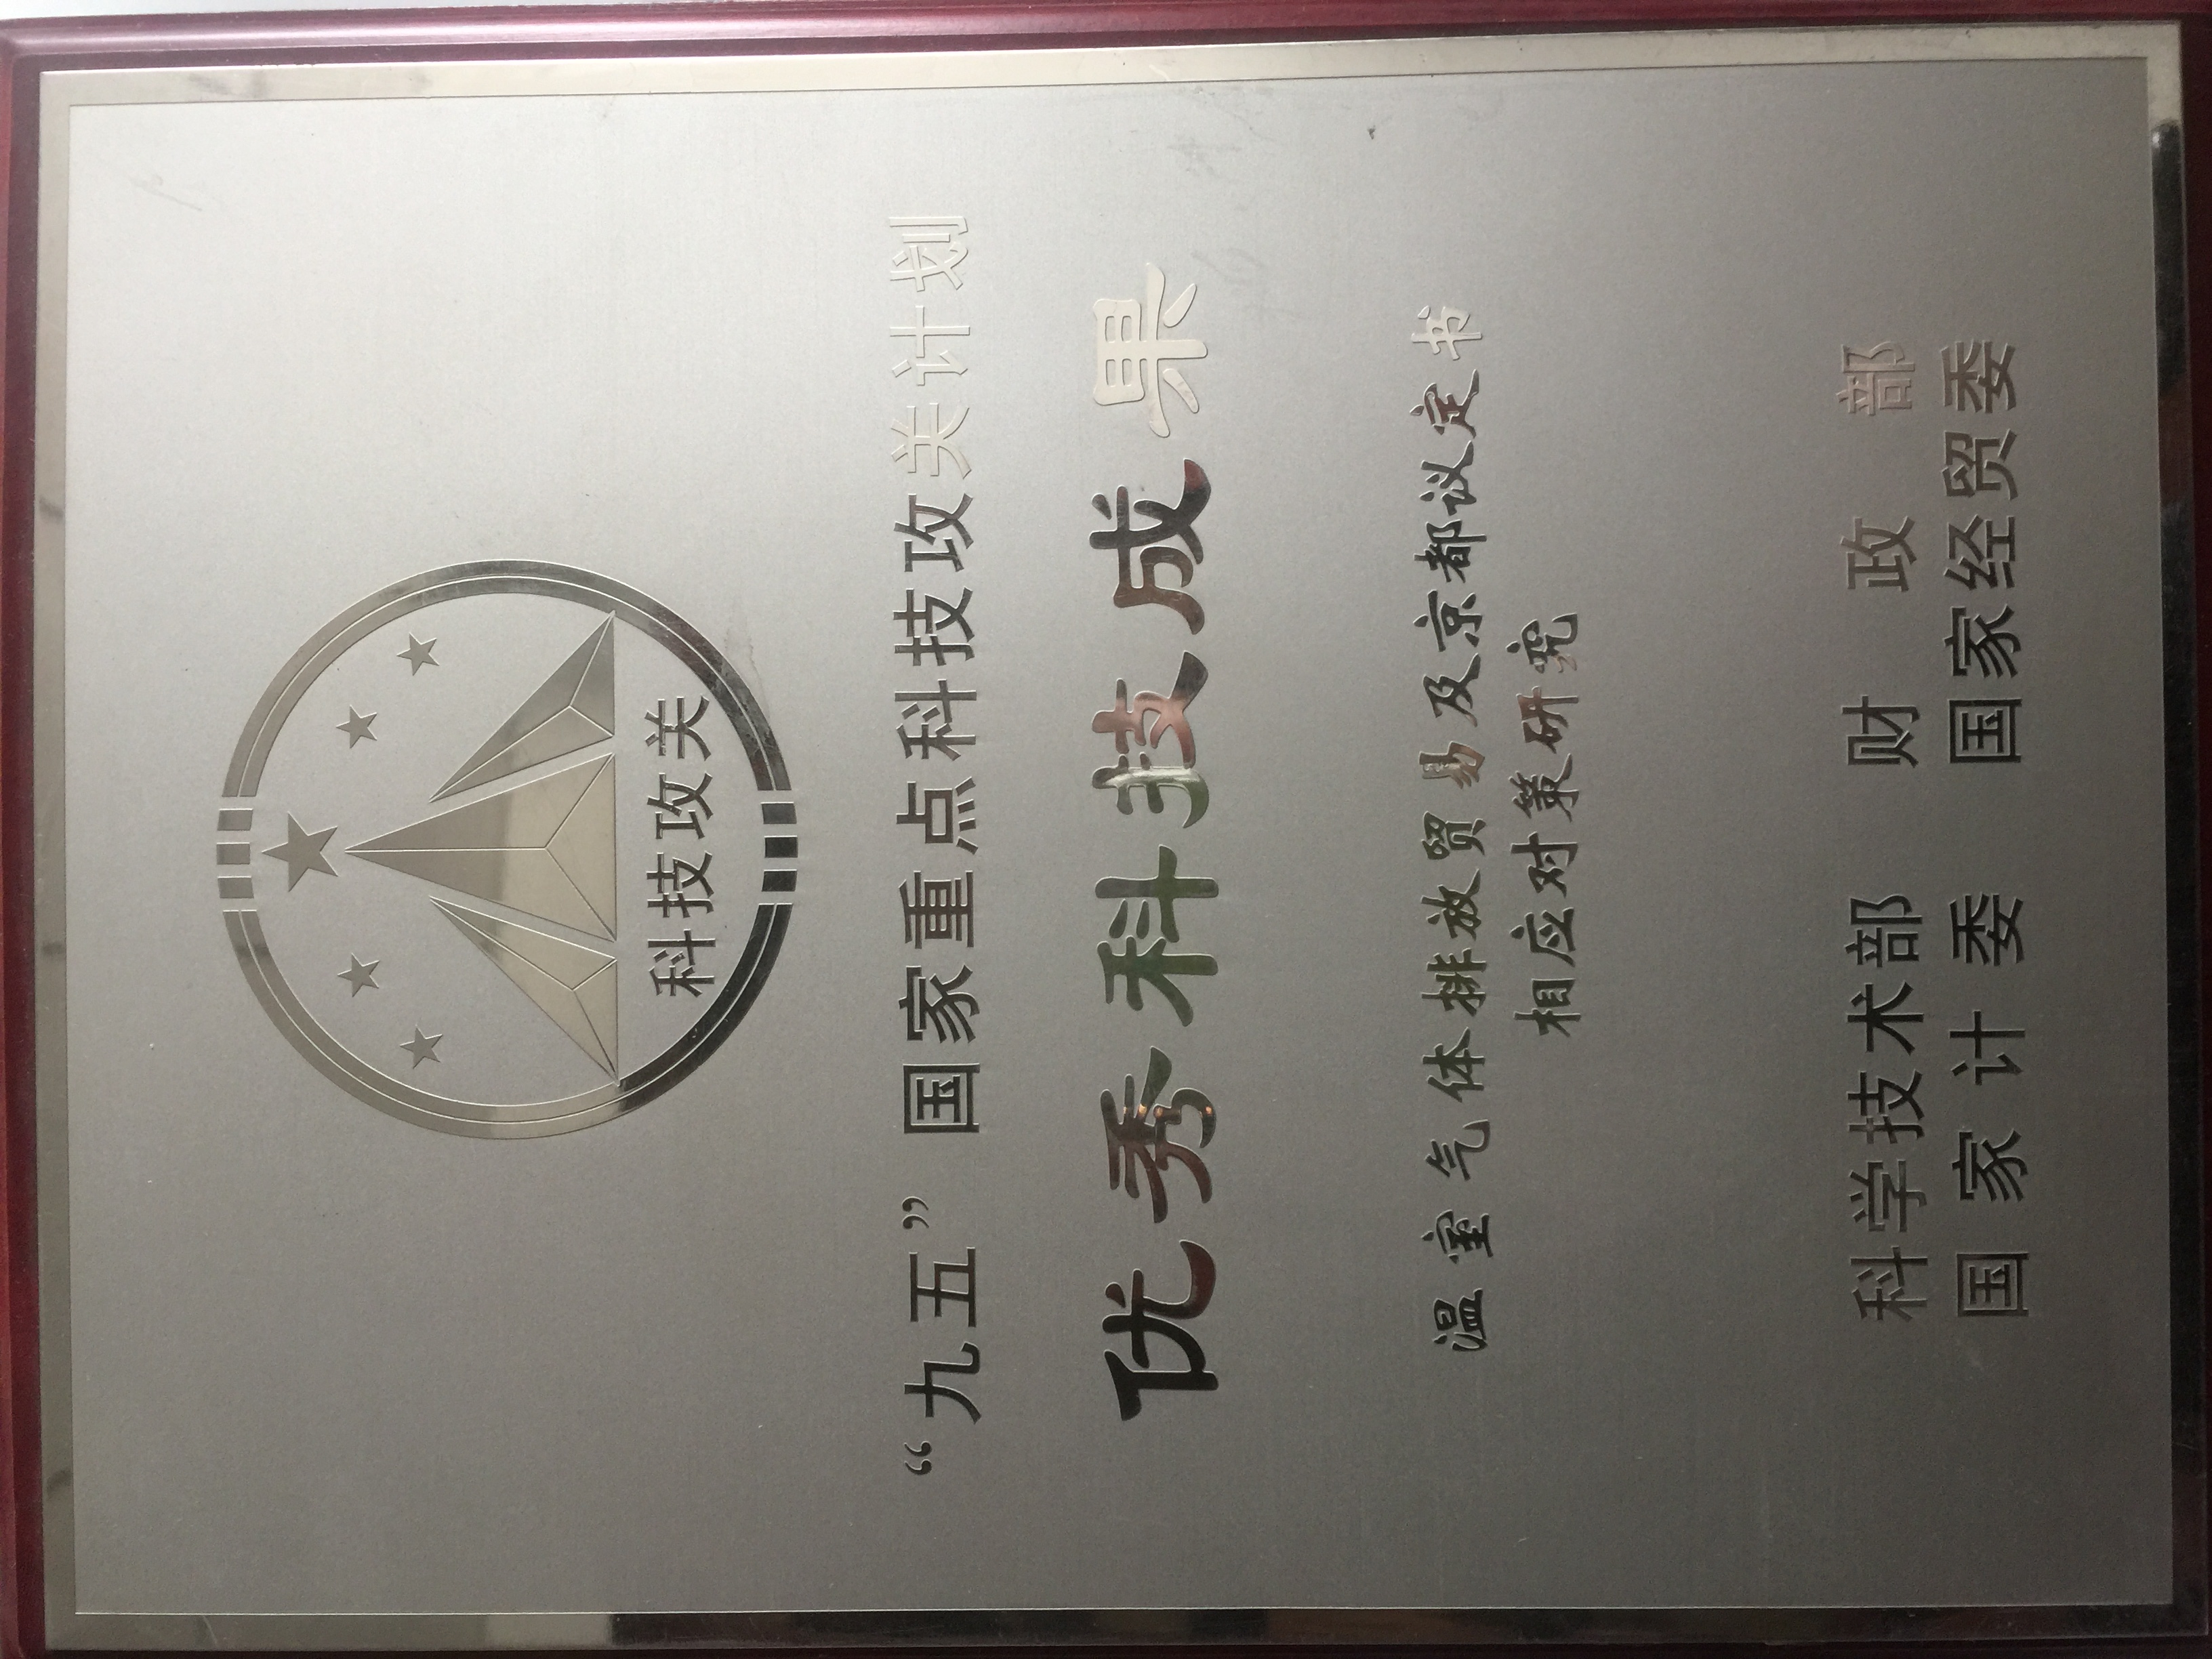 科技攻关
“九五”国家重点科技攻关计划
优秀科技成果
温室气体排放贸易及京都议定书
相应对策研究
科学技术部 财政部
国家计委 国家经贸委